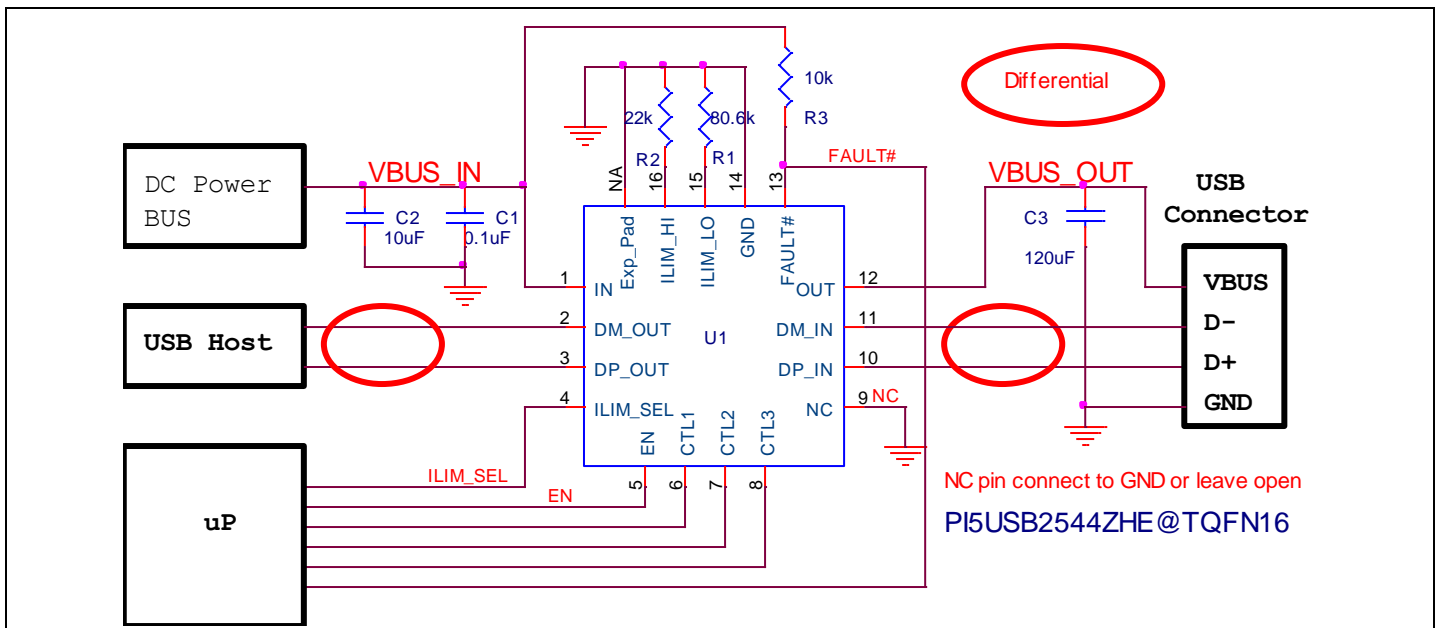 Differential
10k
R3
22k
80.6k
R2
R1
FAULT#
NA
16
15
14
13
DC Power
BUS
VBUS_IN
VBUS_OUT
USB
Connector
C2
10uF
C1
0.1uF
C3
120uF
Exp_Pad
ILIM_HI
ILIM_LO
GND
FAULT#
1
IN
OUT
12
VBUS
USB Host
2
DM_OUT
U1
DM_IN
11
D-
3
DP_OUT
DP_IN
10
D+
4
ILIM_SEL
NC
9
NC
GND
EN
CTL1
CTL2
CTL3
5
6
7
8
uP
ILIM_SEL
EN
NC pin connect to GND or leave open
PI5USB2544ZHE@TQFN16